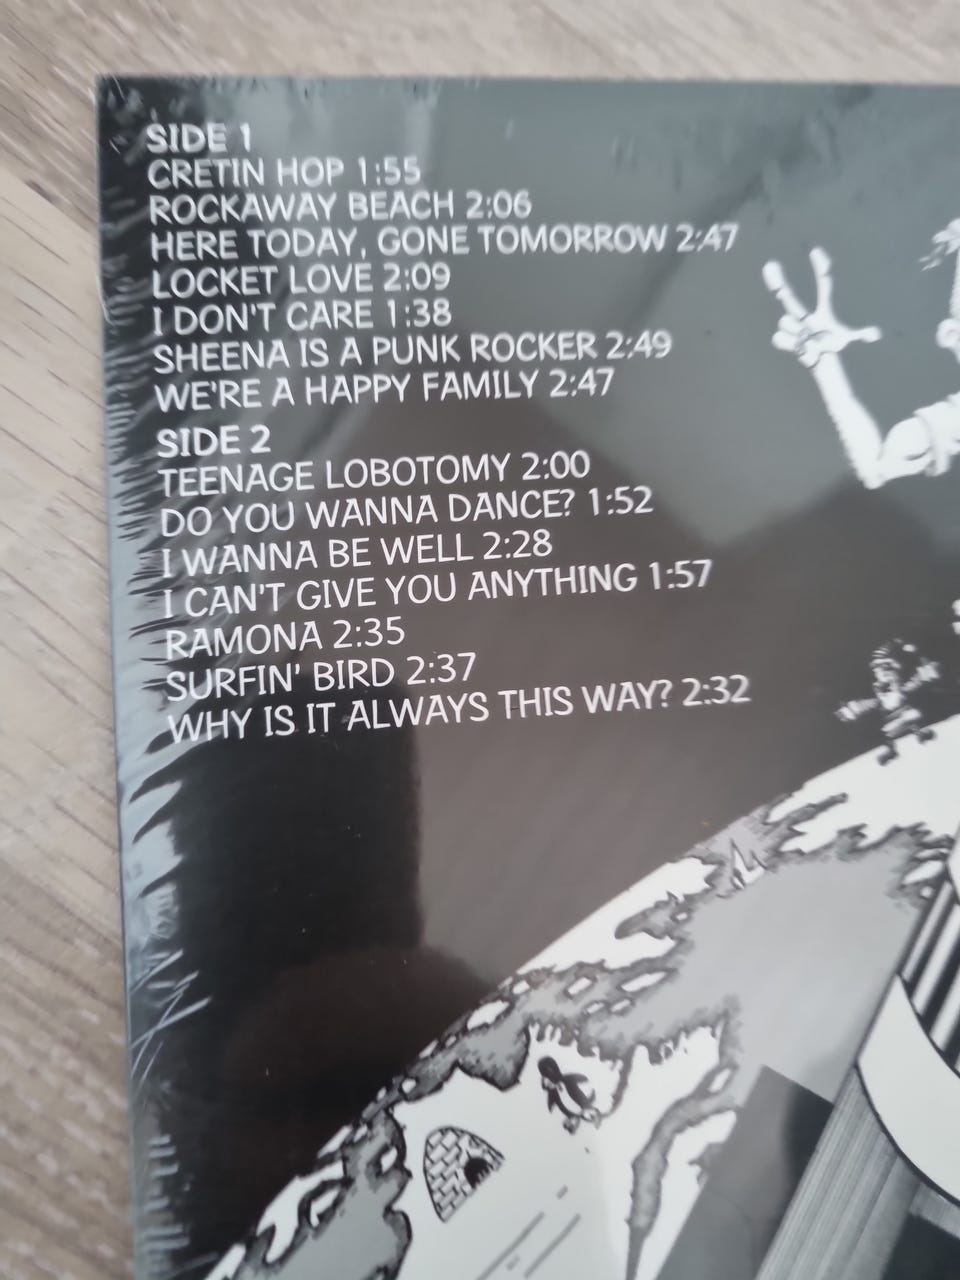 SIDE 1
CRETIN HOP 1:55
ROCKAWAY BEACH 2:06
HERE TODAY, GONE TOMORROW 2:47
LOCKET LOVE 2:09
I DON'T CARE 1:38
SHEENA IS A PUNK ROCKER 2:49
WE'RE A HAPPY FAMILY 2:47
SIDE 2
TEENAGE LOBOTOMY 2:00
DO YOU WANNA DANCE? 1:52
I WANNA BE WELL 2:28
I CAN'T GIVE YOU ANYTHING 1:57
RAMONA 2:35
SURFIN' BIRD 2:37
WHY IS IT ALWAYS THIS WAY? 2:32